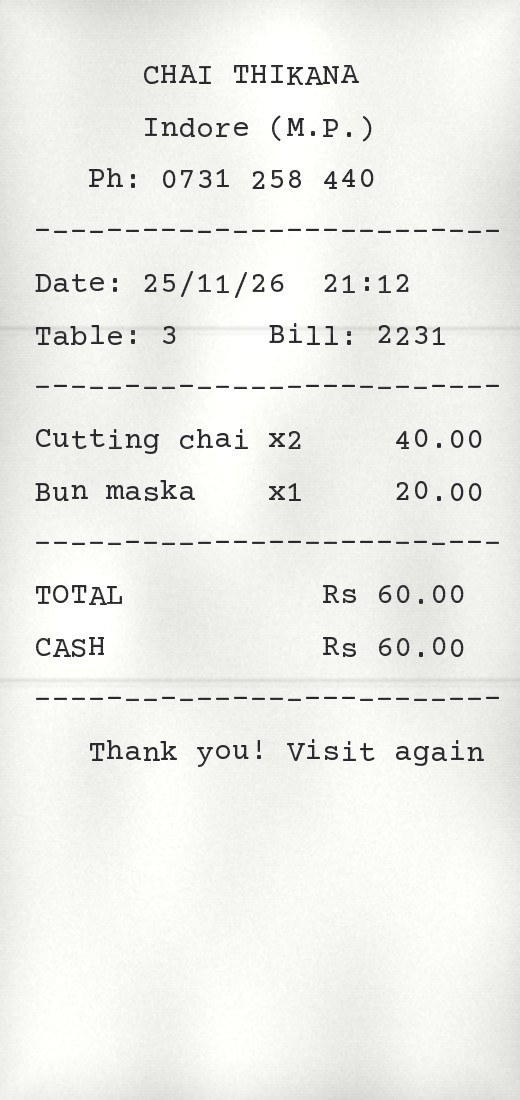 CHAI THIKANA
Indore (M.P.)
Ph: 0731 258 440
--------------------------
Date: 25/11/26  21:12
Table: 3     Bill: 2231
--------------------------
Cutting chai x2     40.00
Bun maska    x1     20.00
--------------------------
TOTAL           Rs 60.00
CASH            Rs 60.00
--------------------------
Thank you! Visit again